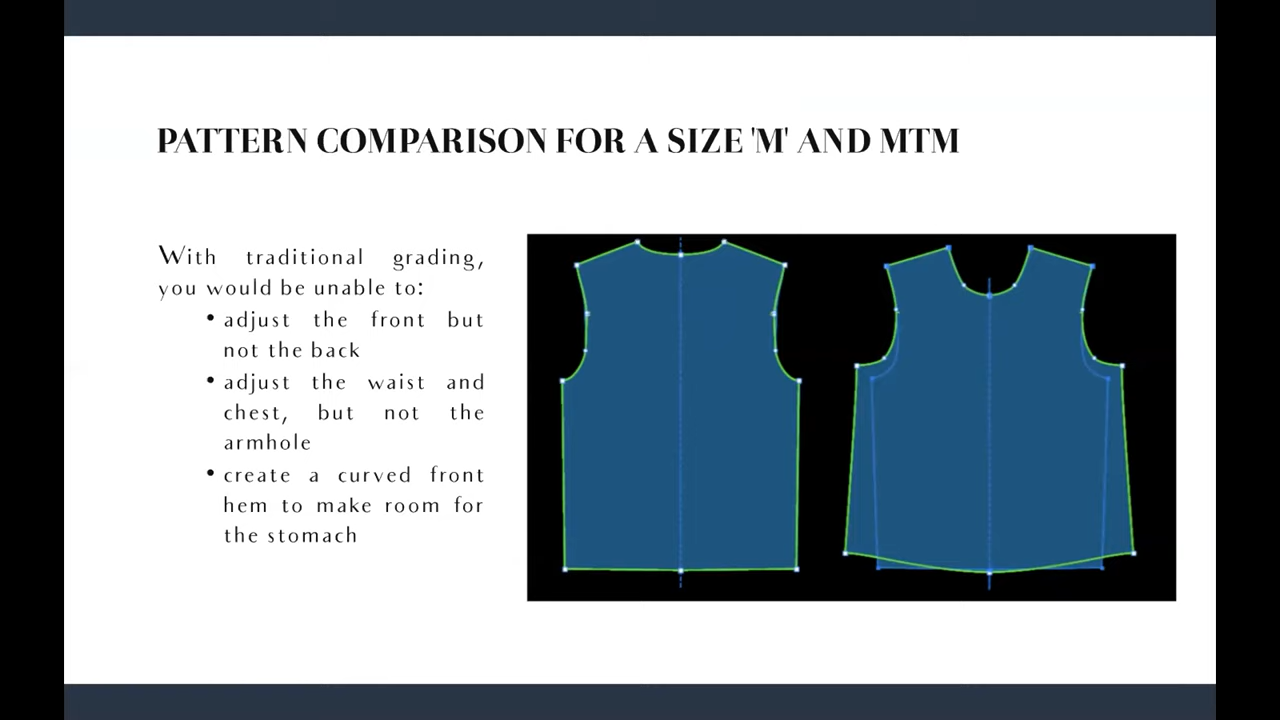 PATTERN COMPARISON FOR A SIZE 'M' AND MTM
With traditional grading,
you would be unable to:
• adjust the front but
not the back
• adjust the waist and
chest, but not the
armhole
• create a curved front
hem to make room for
the stomach